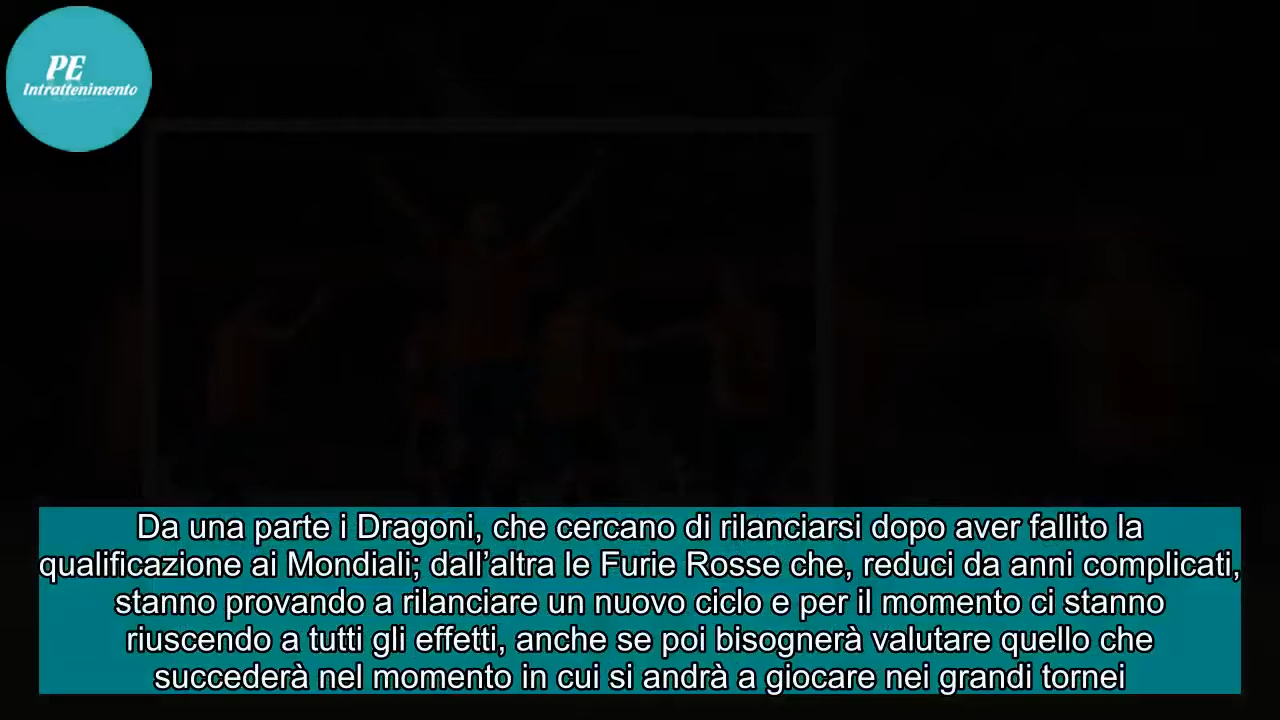 PE
Intrattenimento
Da una parte i Dragoni, che cercano di rilanciarsi dopo aver fallito la
qualificazione ai Mondiali; dall’altra le Furie Rosse che, reduci da anni complicati,
stanno provando a rilanciare un nuovo ciclo e per il momento ci stanno
riuscendo a tutti gli effetti, anche se poi bisognerà valutare quello che
succederà nel momento in cui si andrà a giocare nei grandi tornei